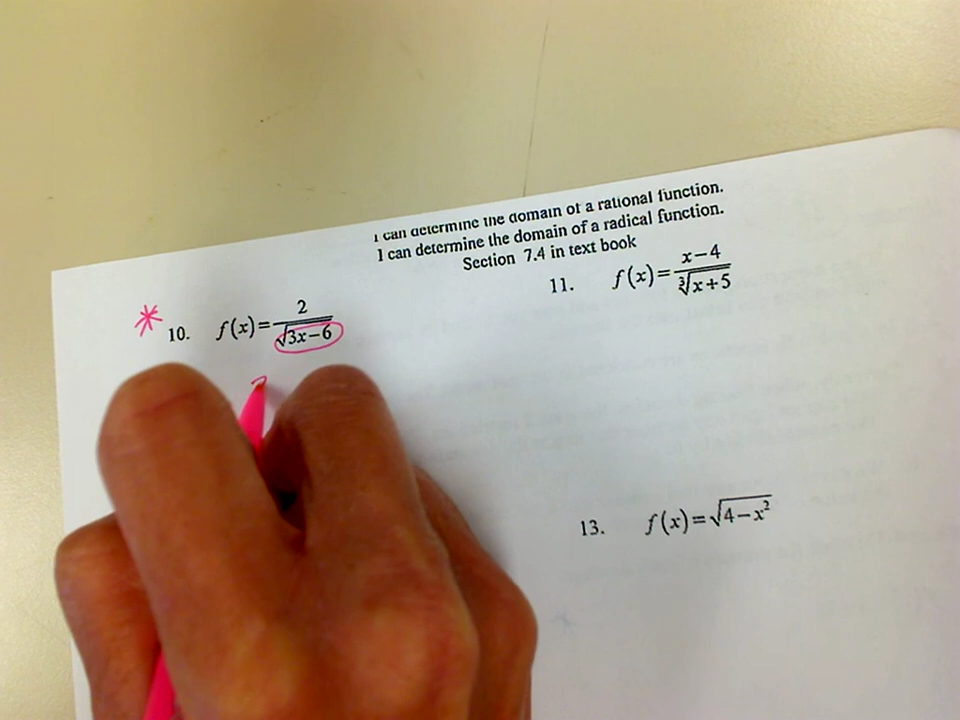 I can determine the domain of a rational function.
I can determine the domain of a radical function.
Section 7.4 in text book
* 10. f(x)=2/√(3x-6)
11. f(x)=(x-4)/∛(x+5)
13. f(x)=√(4-x²)